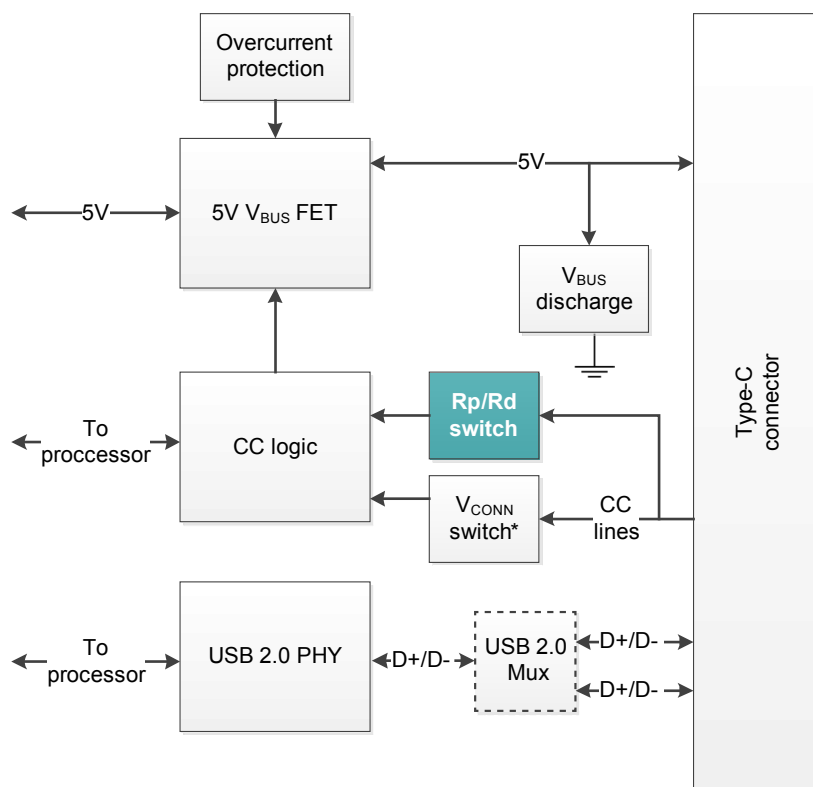 Overcurrent
protection
5V
5V
5V VBUS FET
VBUS
discharge
Type-C
connector
Rp/Rd
switch
To
proccessor
CC logic
VCONN
switch*
CC
lines
To
processor
USB 2.0 PHY
D+/D-
USB 2.0
Mux
D+/D-
D+/D-